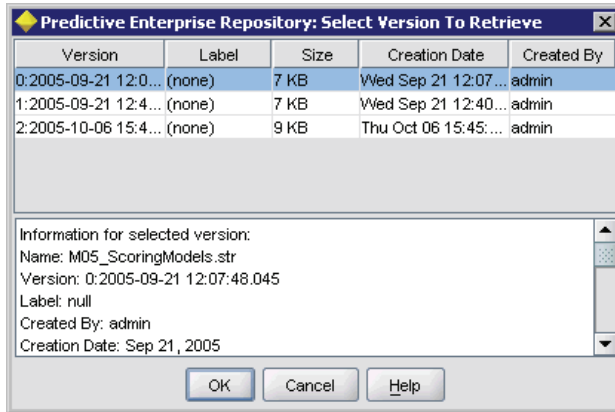 Predictive Enterprise Repository: Select Version To Retrieve
Version Label Size Creation Date Created By
0:2005-09-21 12:0... (none) 7 KB Wed Sep 21 12:07... admin
1:2005-09-21 12:4... (none) 7 KB Wed Sep 21 12:40... admin
2:2005-10-06 15:4... (none) 9 KB Thu Oct 06 15:45:... admin
Information for selected version:
Name: M05_ScoringModels.str
Version: 0:2005-09-21 12:07:48.045
Label: null
Created By: admin
Creation Date: Sep 21, 2005
OK Cancel Help